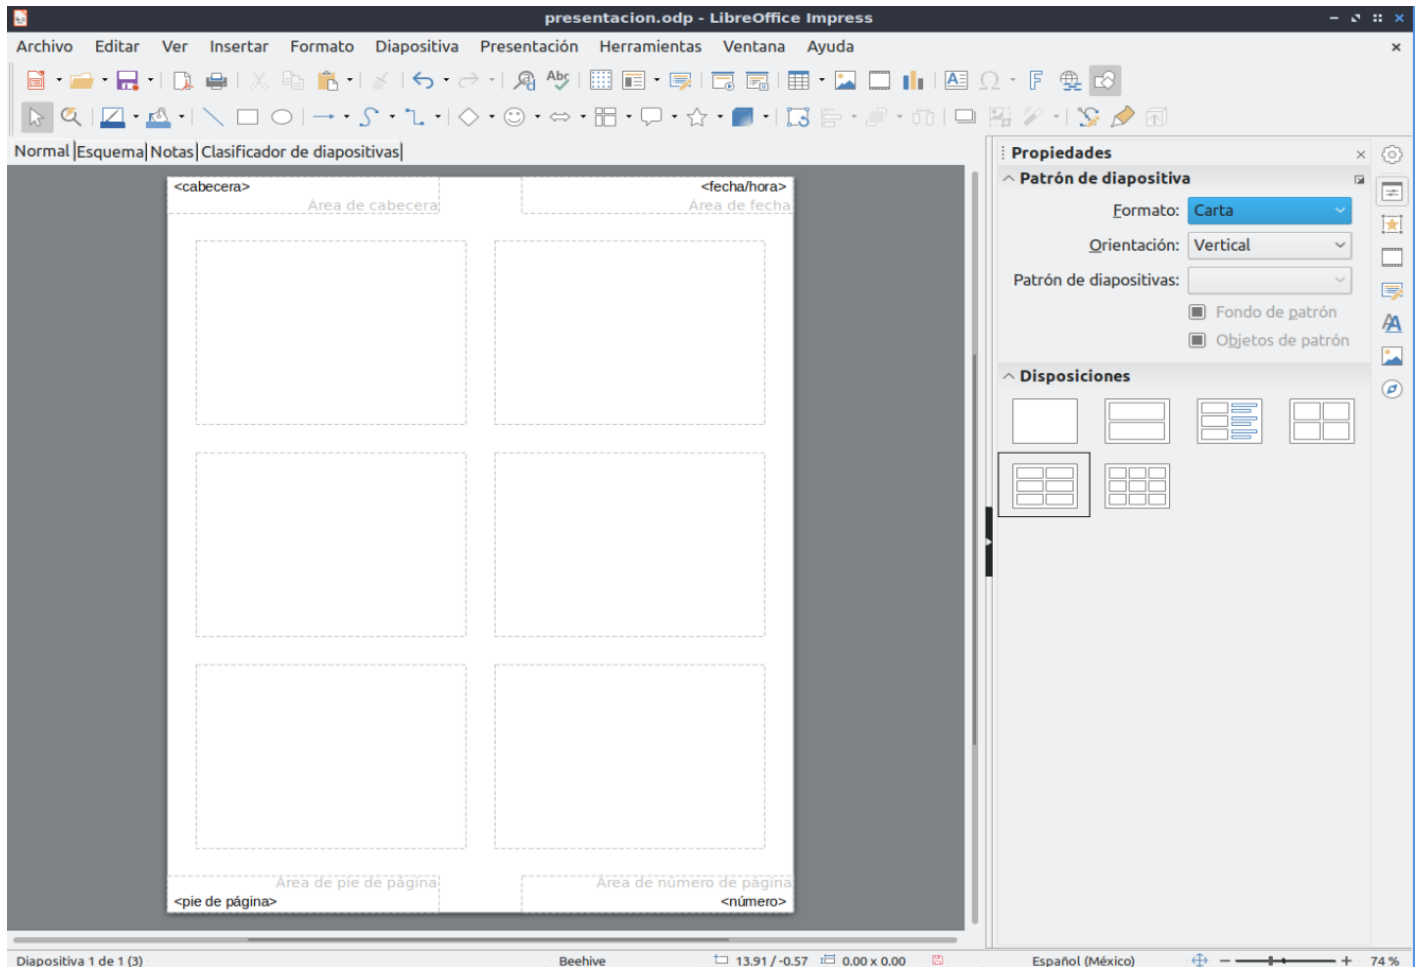 presentacion.odp - LibreOffice Impress
Archivo Editar Ver Insertar Formato Diapositiva Presentación Herramientas Ventana Ayuda
Normal Esquema Notas Clasificador de diapositivas
<cabecera> <fecha/hora>
Área de cabecera Área de fecha
Área de pie de página Área de número de página
<pie de página> <número>
Propiedades
Patrón de diapositiva
Formato: Carta
Orientación: Vertical
Patrón de diapositivas:
Fondo de patrón
Objetos de patrón
Disposiciones
Diapositiva 1 de 1 (3) Beehive 13.91 / -0.57 0.00 x 0.00 Español (México) 74 %